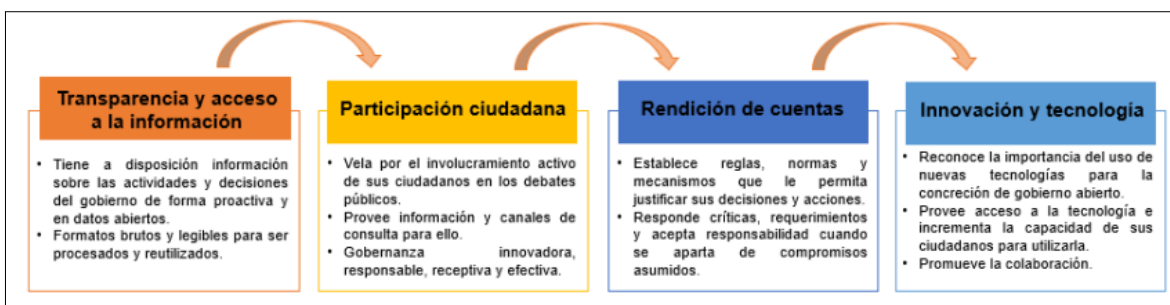 Transparencia y acceso
a la información
• Tiene a disposición información
sobre las actividades y decisiones
del gobierno de forma proactiva y
en datos abiertos.
• Formatos brutos y legibles para ser
procesados y reutilizados.
Participación ciudadana
• Vela por el involucramiento activo
de sus ciudadanos en los debates
públicos.
• Provee información y canales de
consulta para ello.
• Gobernanza innovadora,
responsable, receptiva y efectiva.
Rendición de cuentas
• Establece reglas, normas y
mecanismos que le permita
justificar sus decisiones y acciones.
• Responde críticas, requerimientos
y acepta responsabilidad cuando
se aparta de compromisos
asumidos.
Innovación y tecnología
• Reconoce la importancia del uso de
nuevas tecnologías para la
concreción de gobierno abierto.
• Provee acceso a la tecnología e
incrementa la capacidad de sus
ciudadanos para utilizarla.
• Promueve la colaboración.